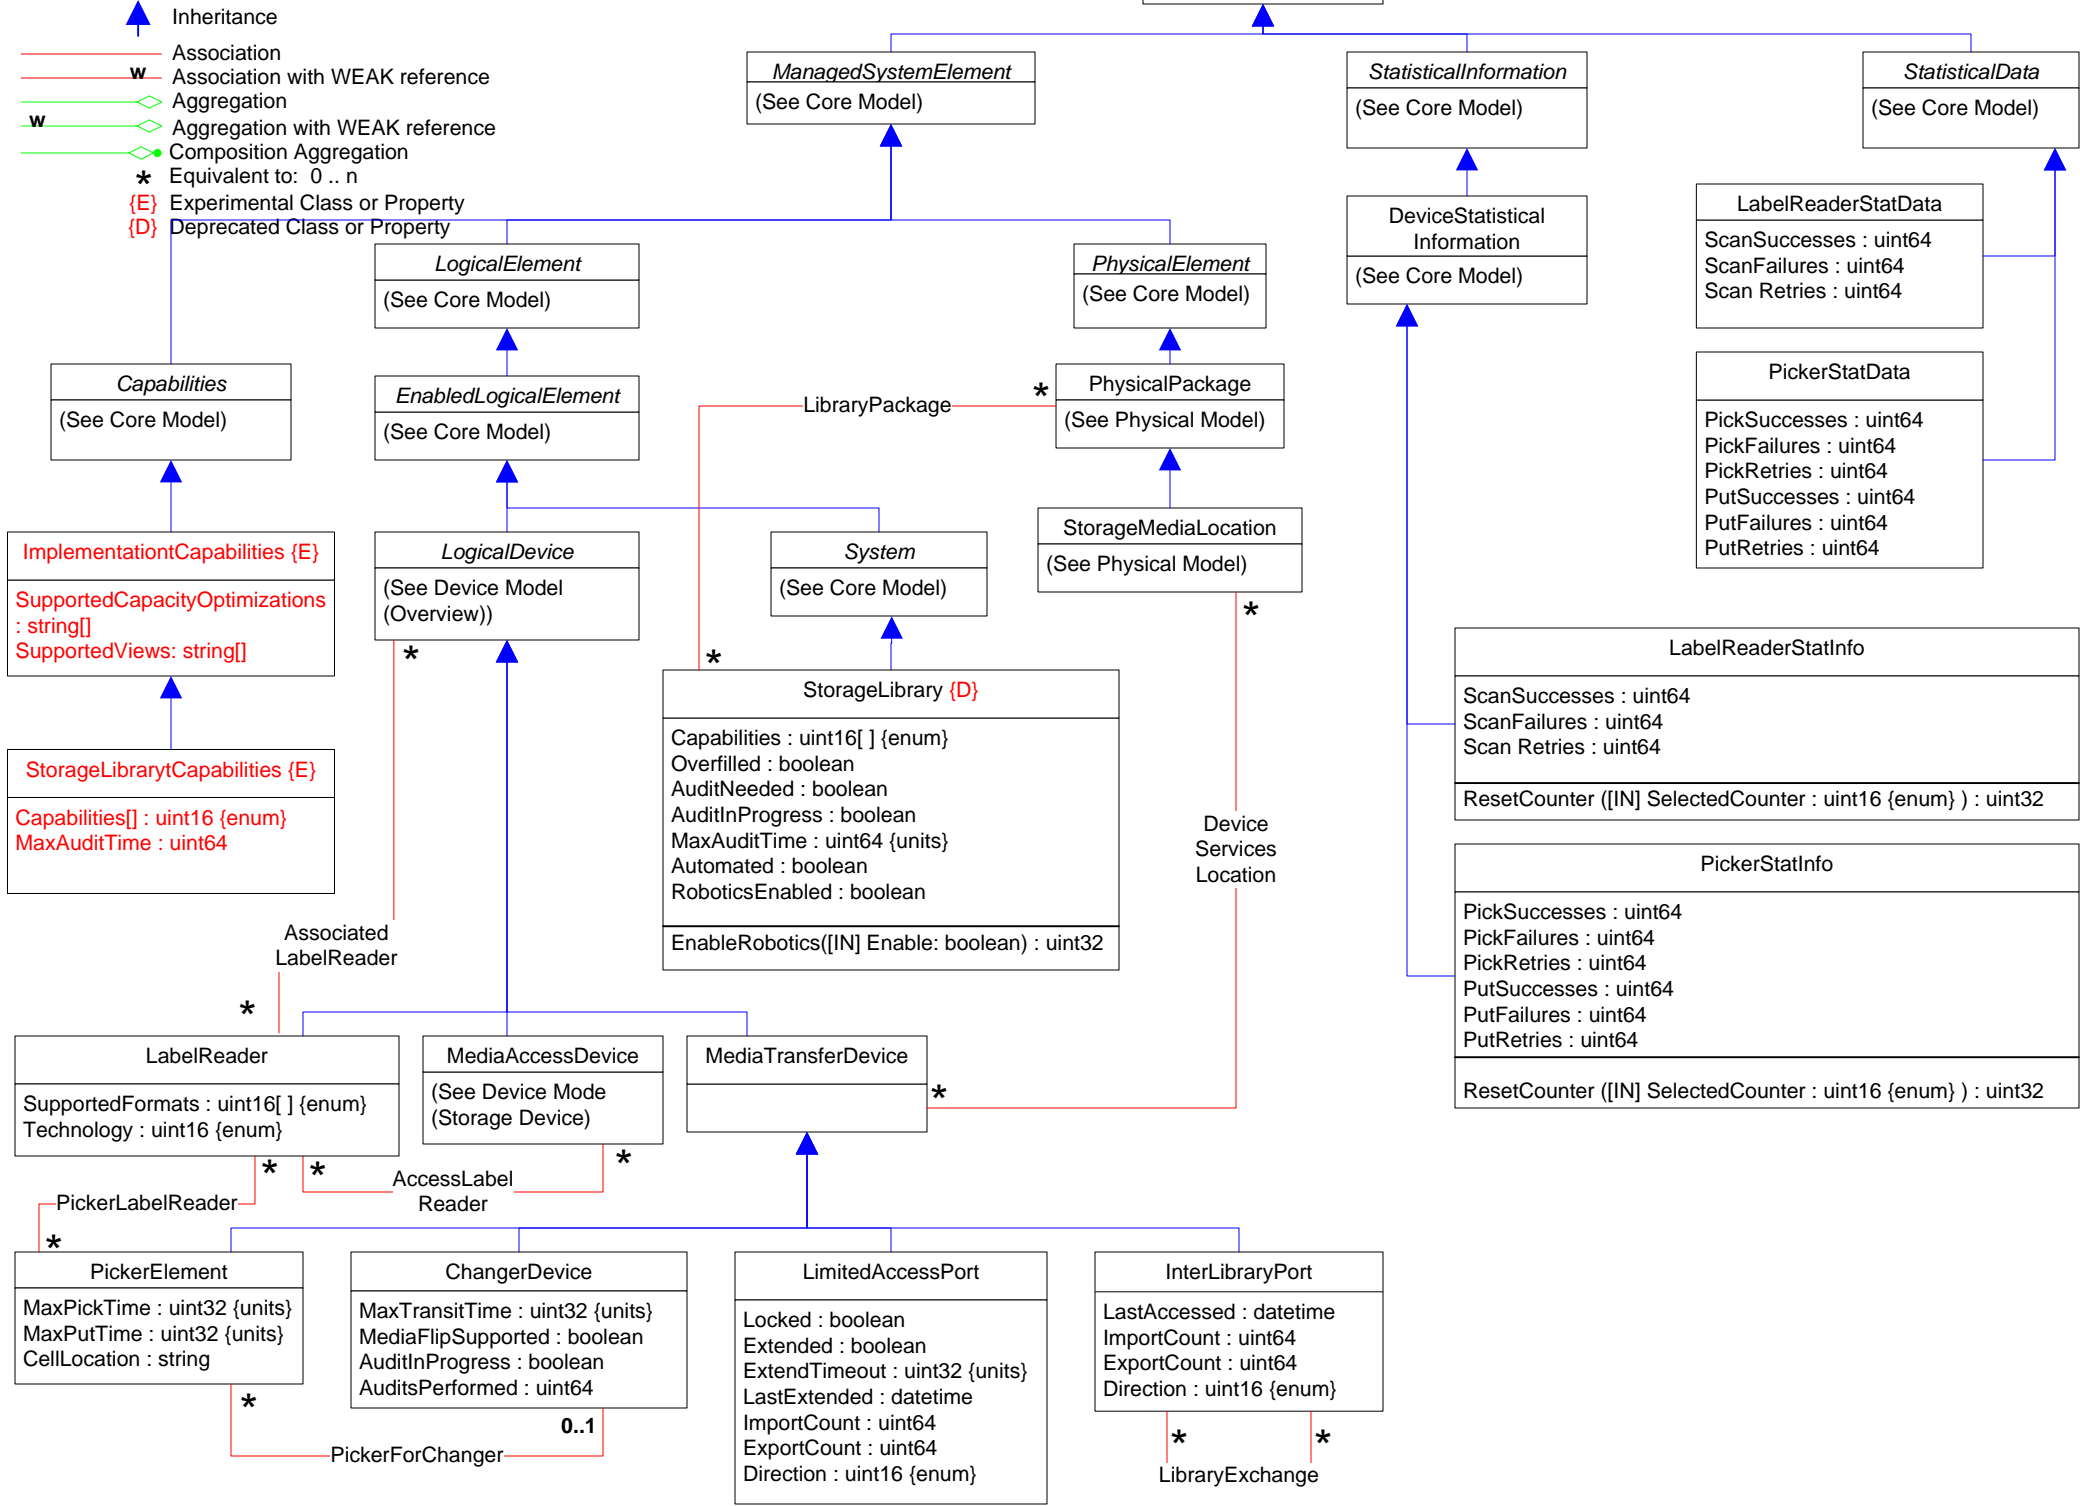 Inheritance
Association
w
Association with WEAK reference
Aggregation
w
Aggregation with WEAK reference
Composition Aggregation
* Equivalent to: 0 .. n
{E} Experimental Class or Property
{D} Deprecated Class or Property
ManagedSystemElement
(See Core Model)
StatisticalInformation
(See Core Model)
StatisticalData
(See Core Model)
LogicalElement
(See Core Model)
PhysicalElement
(See Core Model)
DeviceStatistical
Information
(See Core Model)
LabelReaderStatData
ScanSuccesses : uint64
ScanFailures : uint64
Scan Retries : uint64
Capabilities
(See Core Model)
EnabledLogicalElement
(See Core Model)
LibraryPackage
*
PhysicalPackage
(See Physical Model)
PickerStatData
PickSuccesses : uint64
PickFailures : uint64
PickRetries : uint64
PutSuccesses : uint64
PutFailures : uint64
PutRetries : uint64
ImplementationtCapabilities {E}
SupportedCapacityOptimizations
: string[]
SupportedViews: string[]
LogicalDevice
(See Device Model
(Overview))
*
System
(See Core Model)
StorageMediaLocation
(See Physical Model)
*
*
StorageLibrary {D}
Capabilities : uint16[ ] {enum}
Overfilled : boolean
AuditNeeded : boolean
AuditInProgress : boolean
MaxAuditTime : uint64 {units}
Automated : boolean
RoboticsEnabled : boolean
EnableRobotics([IN] Enable: boolean) : uint32
StorageLibrarytCapabilities {E}
Capabilities[] : uint16 {enum}
MaxAuditTime : uint64
Device
Services
Location
LabelReaderStatInfo
ScanSuccesses : uint64
ScanFailures : uint64
Scan Retries : uint64
ResetCounter ([IN] SelectedCounter : uint16 {enum} ) : uint32
PickerStatInfo
PickSuccesses : uint64
PickFailures : uint64
PickRetries : uint64
PutSuccesses : uint64
PutFailures : uint64
PutRetries : uint64
ResetCounter ([IN] SelectedCounter : uint16 {enum} ) : uint32
Associated
LabelReader
*
LabelReader
SupportedFormats : uint16[ ] {enum}
Technology : uint16 {enum}
MediaAccessDevice
(See Device Mode
(Storage Device)
MediaTransferDevice
*
*
*
*
AccessLabel
Reader
PickerLabelReader
*
PickerElement
MaxPickTime : uint32 {units}
MaxPutTime : uint32 {units}
CellLocation : string
*
ChangerDevice
MaxTransitTime : uint32 {units}
MediaFlipSupported : boolean
AuditInProgress : boolean
AuditsPerformed : uint64
0..1
PickerForChanger
LimitedAccessPort
Locked : boolean
Extended : boolean
ExtendTimeout : uint32 {units}
LastExtended : datetime
ImportCount : uint64
ExportCount : uint64
Direction : uint16 {enum}
InterLibraryPort
LastAccessed : datetime
ImportCount : uint64
ExportCount : uint64
Direction : uint16 {enum}
*
*
LibraryExchange